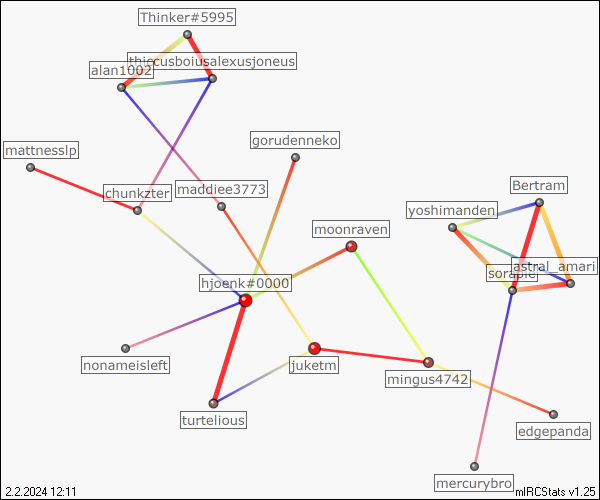 Thinker#5995
thiccusboiusalexusjoneus
alan1002
gorudenneko
mattnesslp
chunkzter
maddiee3773
Bertram
yoshimanden
moonraven
astral_amari
sorapie
hjoenk#0000
nonameisleft
juketm
mingus4742
turtelious
edgepanda
mercurybro
2.2.2024 12:11
mIRCStats v1.25